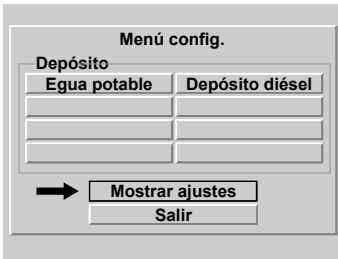 Menú config.
Depósito
Egua potable Depósito diésel
Mostrar ajustes
Salir